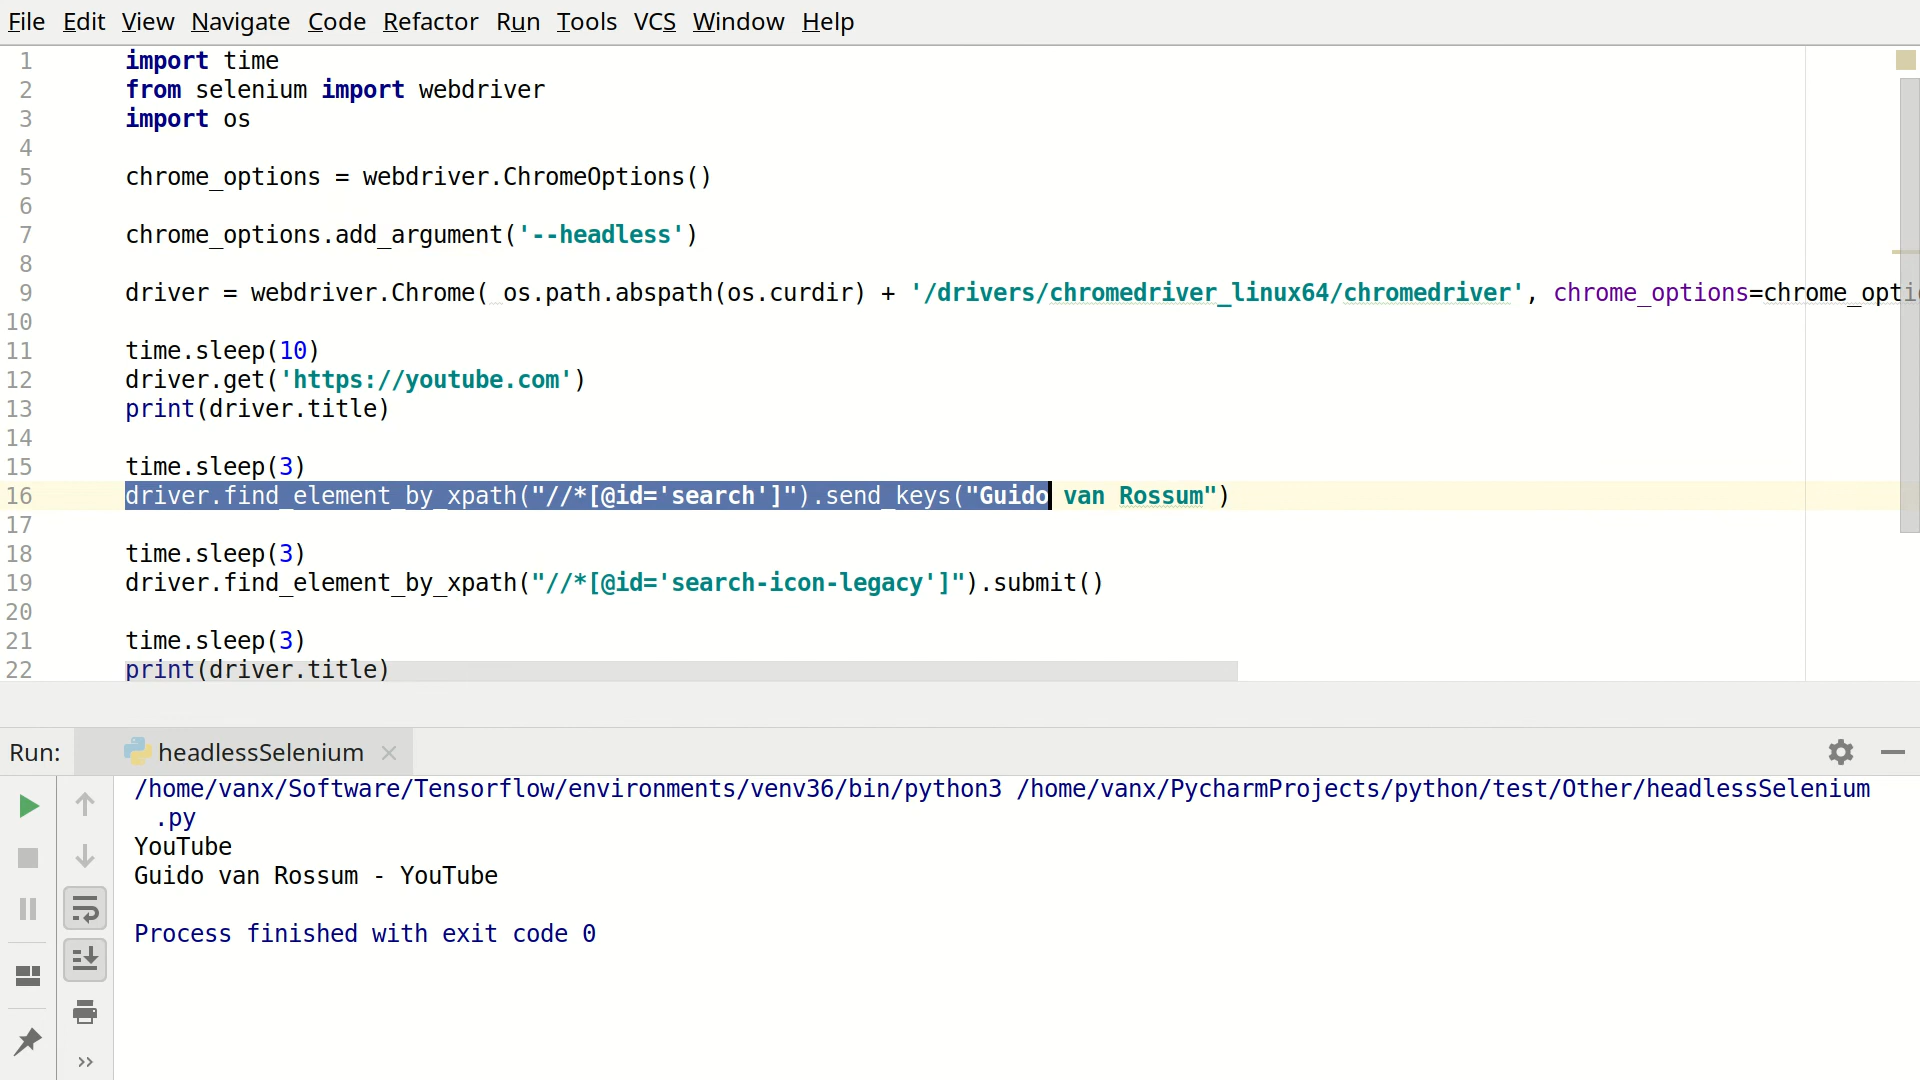 File Edit View Navigate Code Refactor Run Tools VCS Window Help
1 import time
2 from selenium import webdriver
3 import os
4
5 chrome_options = webdriver.ChromeOptions()
6
7 chrome_options.add_argument('--headless')
8
9 driver = webdriver.Chrome( os.path.abspath(os.curdir) + '/drivers/chromedriver_linux64/chromedriver', chrome_options=chrome_optio
10
11 time.sleep(10)
12 driver.get('https://youtube.com')
13 print(driver.title)
14
15 time.sleep(3)
16 driver.find_element_by_xpath("//*[@id='search']").send_keys("Guido van Rossum")
17
18 time.sleep(3)
19 driver.find_element_by_xpath("//*[@id='search-icon-legacy']").submit()
20
21 time.sleep(3)
22 print(driver.title)
Run: headlessSelenium
/home/vanx/Software/Tensorflow/environments/venv36/bin/python3 /home/vanx/PycharmProjects/python/test/Other/headlessSelenium
.py
YouTube
Guido van Rossum - YouTube
Process finished with exit code 0